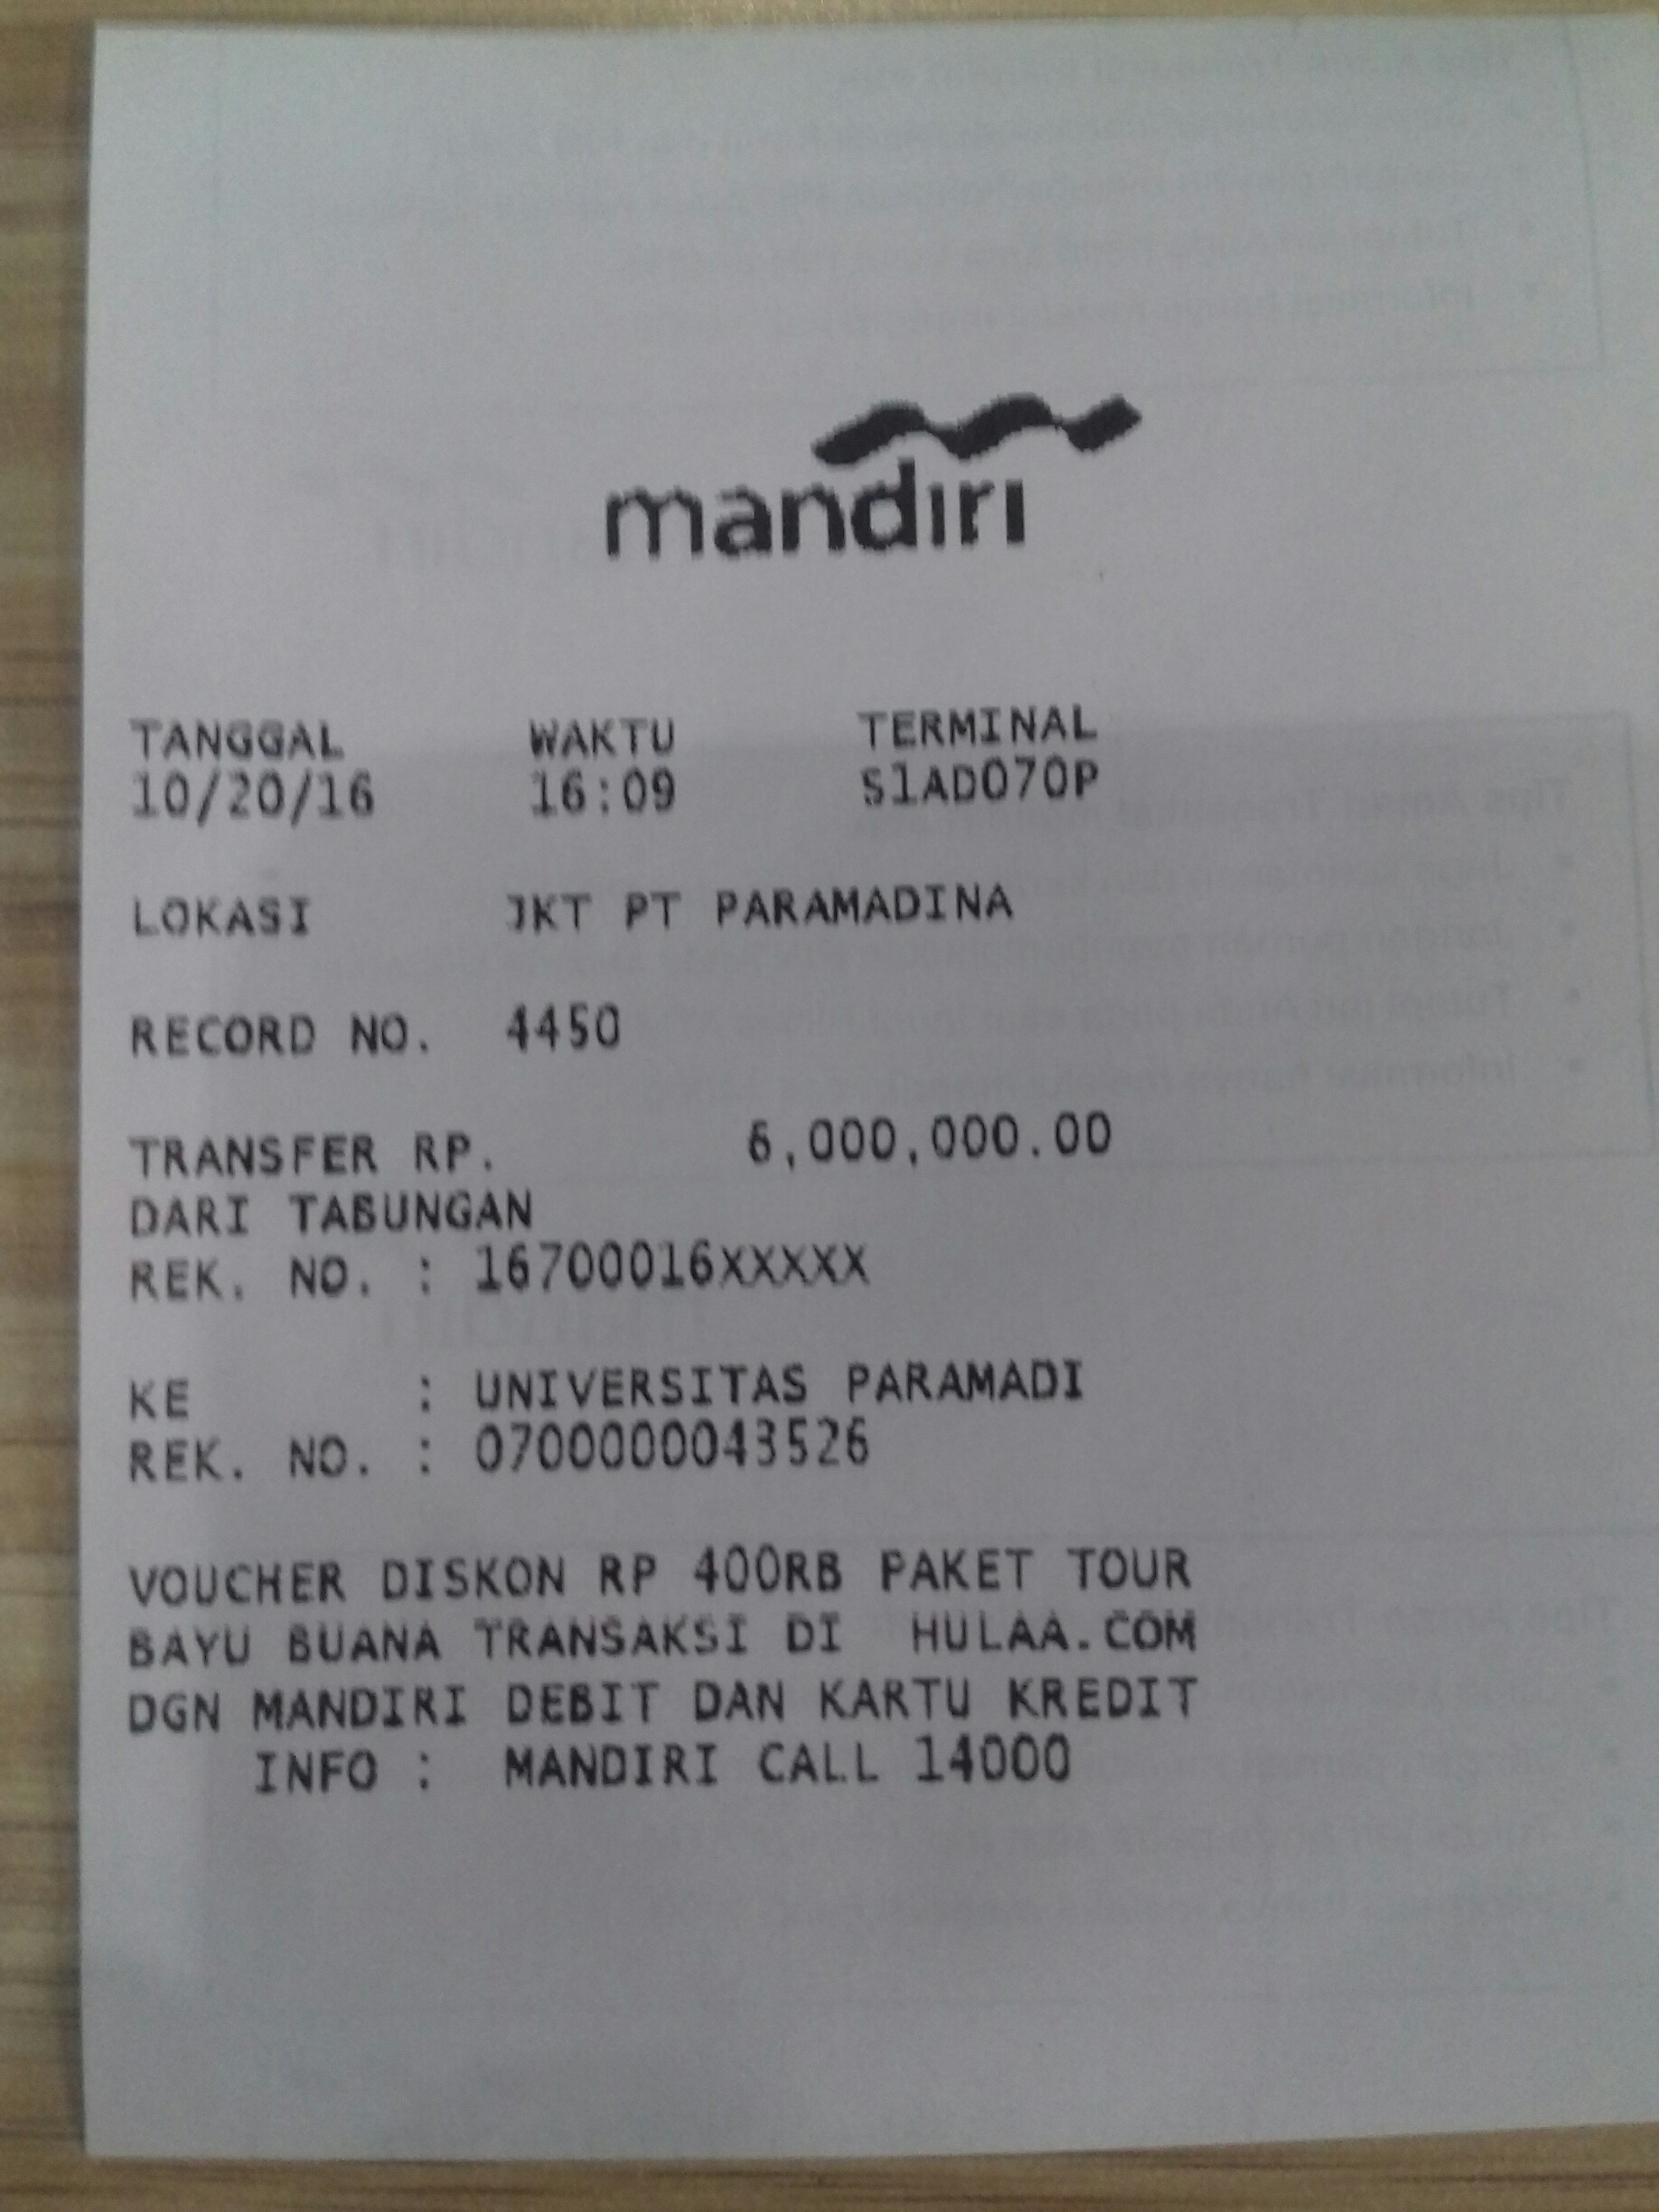 mandiri
TANGGAL WAKTU TERMINAL
10/20/16 16:09 S1AD070P
LOKASI JKT PT PARAMADINA
RECORD NO. 4450
TRANSFER RP. 6,000,000.00
DARI TABUNGAN
REK. NO. : 16700016XXXXX
KE : UNIVERSITAS PARAMADI
REK. NO. : 0700000043526
VOUCHER DISKON RP 400RB PAKET TOUR
BAYU BUANA TRANSAKSI DI HULAA.COM
DGN MANDIRI DEBIT DAN KARTU KREDIT
INFO : MANDIRI CALL 14000